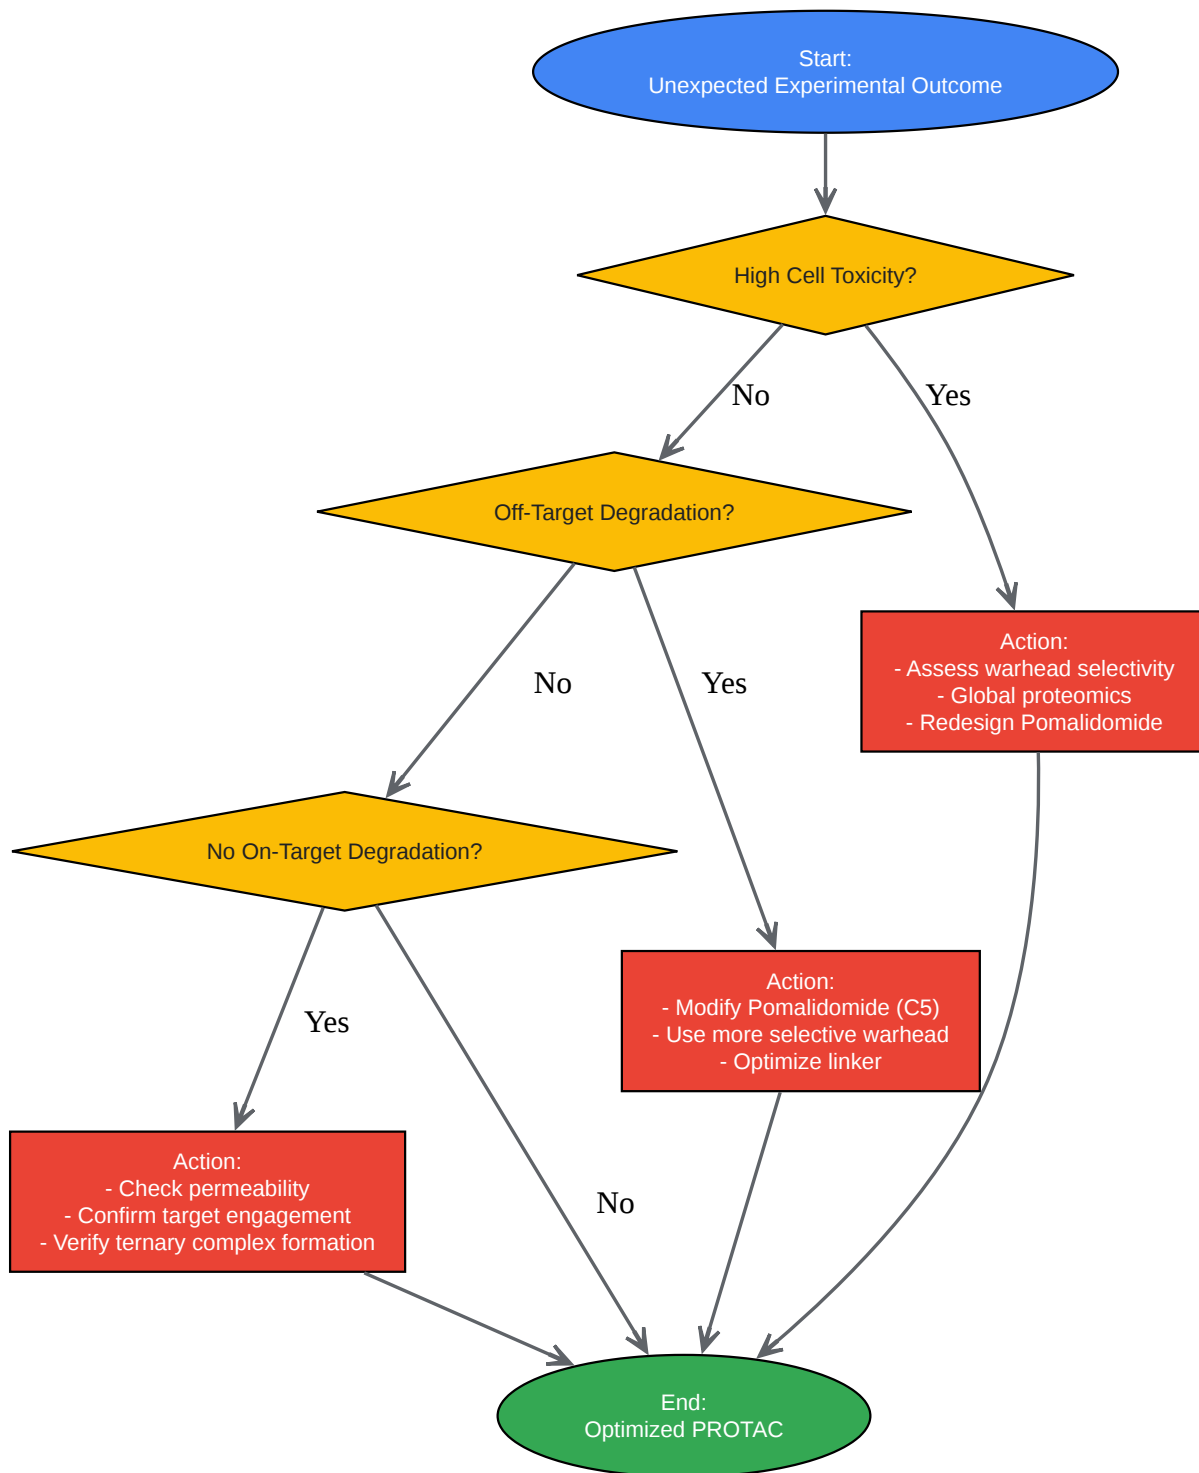 Start:
Unexpected Experimental Outcome
High Cell Toxicity?
No
Yes
Off-Target Degradation?
No
Yes
Action:
- Assess warhead selectivity
- Global proteomics
- Redesign Pomalidomide
No On-Target Degradation?
Yes
No
Action:
- Modify Pomalidomide (C5)
- Use more selective warhead
- Optimize linker
Action:
- Check permeability
- Confirm target engagement
- Verify ternary complex formation
End:
Optimized PROTAC